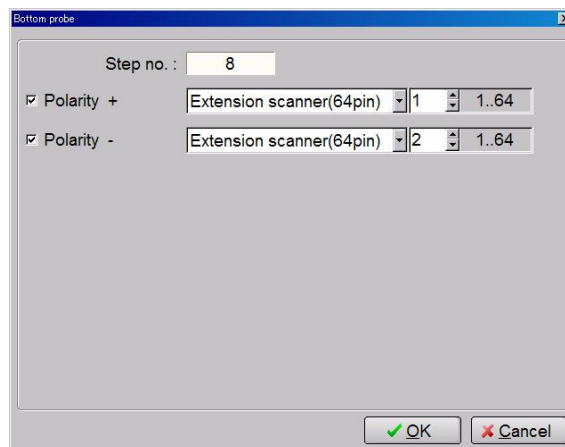 Bottom probe
Step no. : 8
Polarity + Extension scanner(64pin) 1 1..64
Polarity - Extension scanner(64pin) 2 1..64
OK Cancel